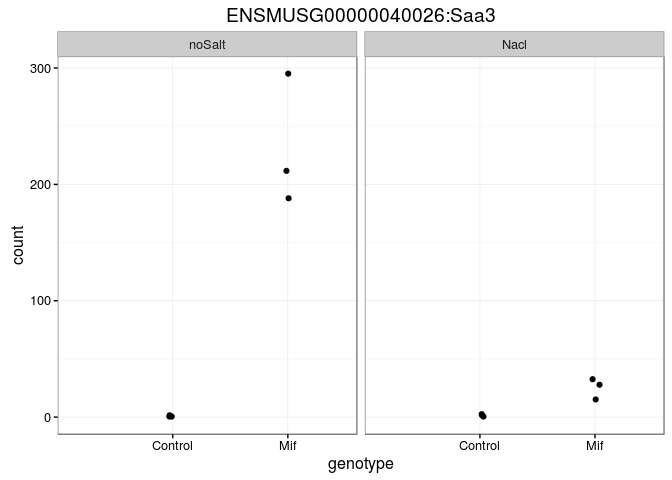 ENSMUSG00000040026:Saa3
noSalt
Nacl
300
200
100
0
count
Control
Mif
Control
Mif
genotype